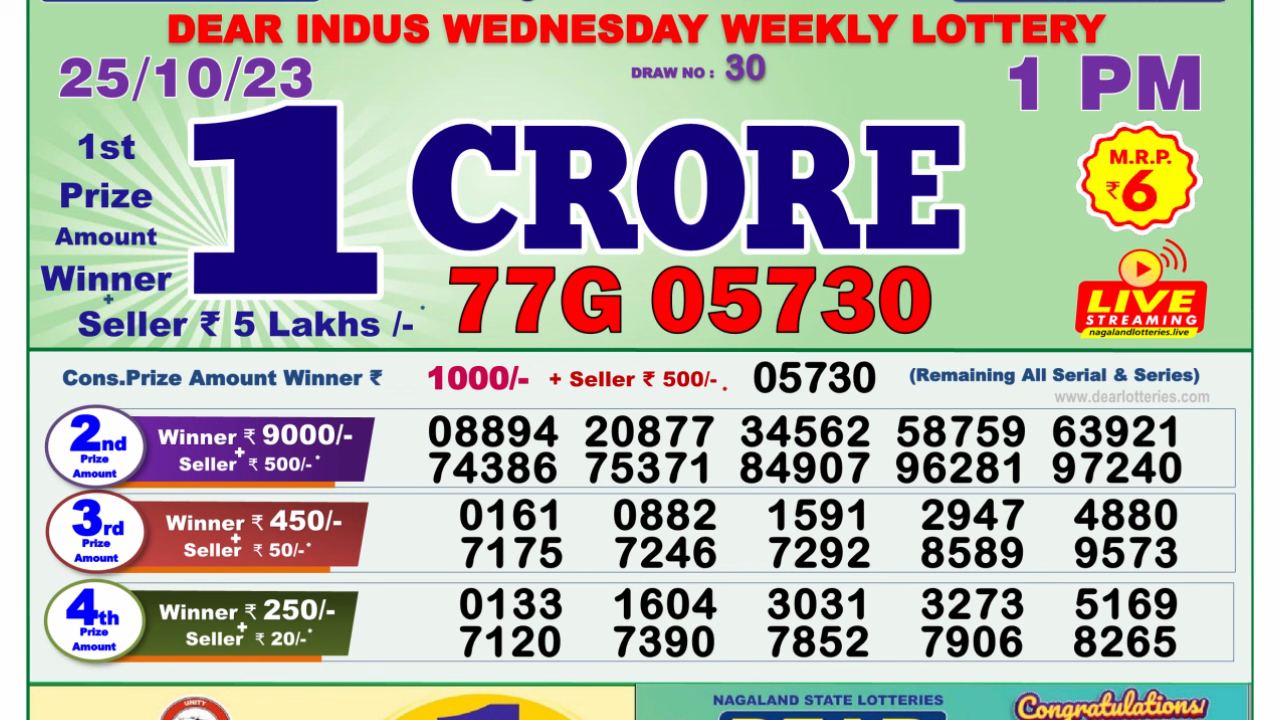 DEAR INDUS WEDNESDAY WEEKLY LOTTERY
25/10/23 DRAW NO : 30 1 PM
1st
Prize
Amount
Winner
+
Seller ₹ 5 Lakhs /- *
1 CRORE
77G 05730
M.R.P.
₹6
LIVE
STREAMING
nagalandlotteries.live
Cons.Prize Amount Winner ₹ 1000/- + Seller ₹ 500/- . 05730 (Remaining All Serial & Series)
www.dearlotteries.com
2nd
Prize
Amount
Winner ₹ 9000/-
+
Seller ₹ 500/- *
08894 20877 34562 58759 63921
74386 75371 84907 96281 97240
3rd
Prize
Amount
Winner ₹ 450/-
+
Seller ₹ 50/- *
0161 0882 1591 2947 4880
7175 7246 7292 8589 9573
4th
Prize
Amount
Winner ₹ 250/-
+
Seller ₹ 20/- *
0133 1604 3031 3273 5169
7120 7390 7852 7906 8265
UNITY
1
NAGALAND STATE LOTTERIES
DEAR
Congratulations!